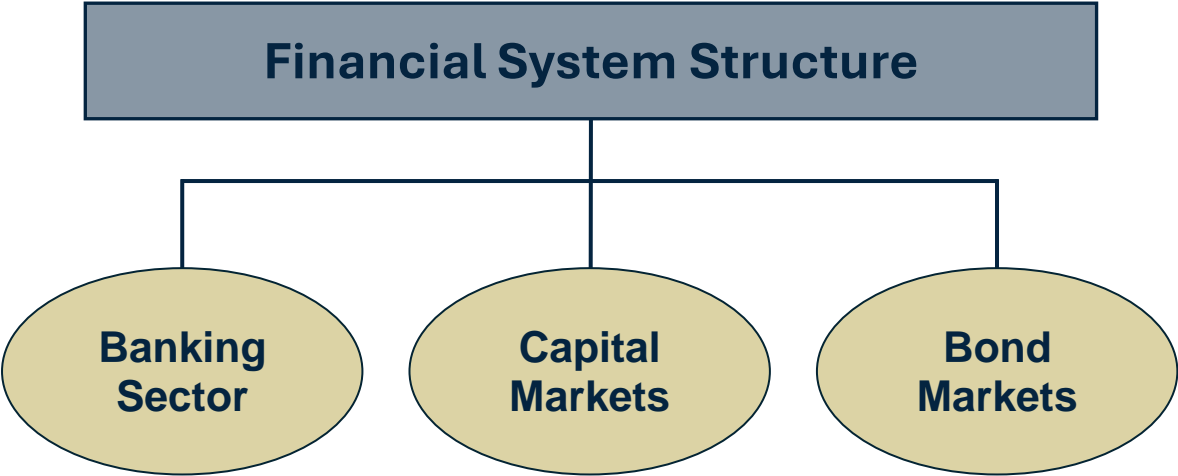 Financial System Structure
Banking
Sector
Capital
Markets
Bond
Markets